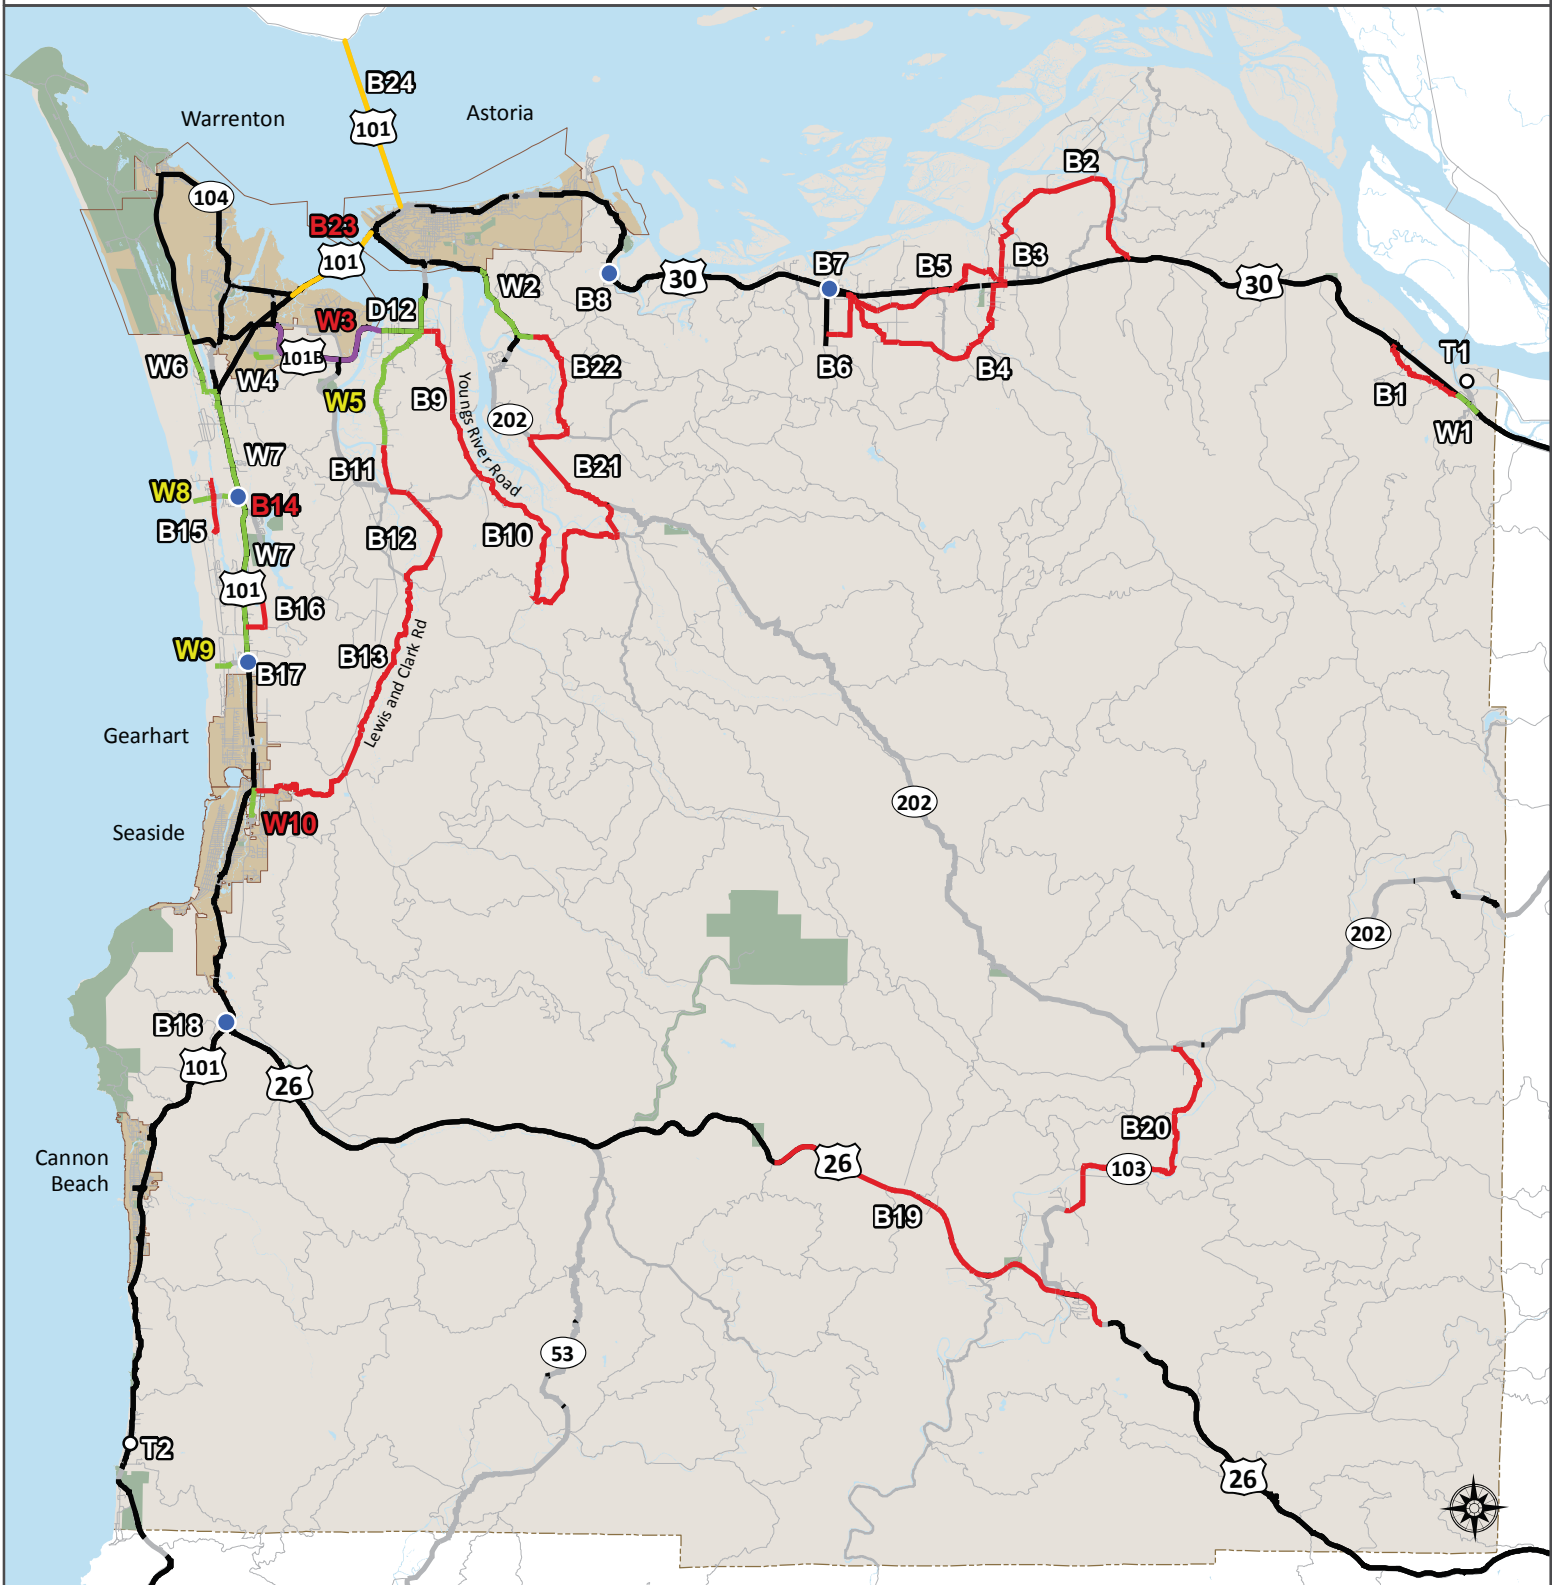 B24
Warrenton
Astoria
101
B2
104
B23
101
B7
B5
B3
W2
B8
30
30
D12
W3
101B
W6
W4
W5
B22
B6
B4
T1
B1
W1
B9
202
Youngs River Road
W7
B11
B21
W8
B14
B15
B12
B10
W7
101
B16
W9
B17
B13
Lewis and Clark Rd
Gearhart
202
W10
Seaside
202
B18
101
26
B20
103
Cannon
Beach
26
B19
53
T2
26